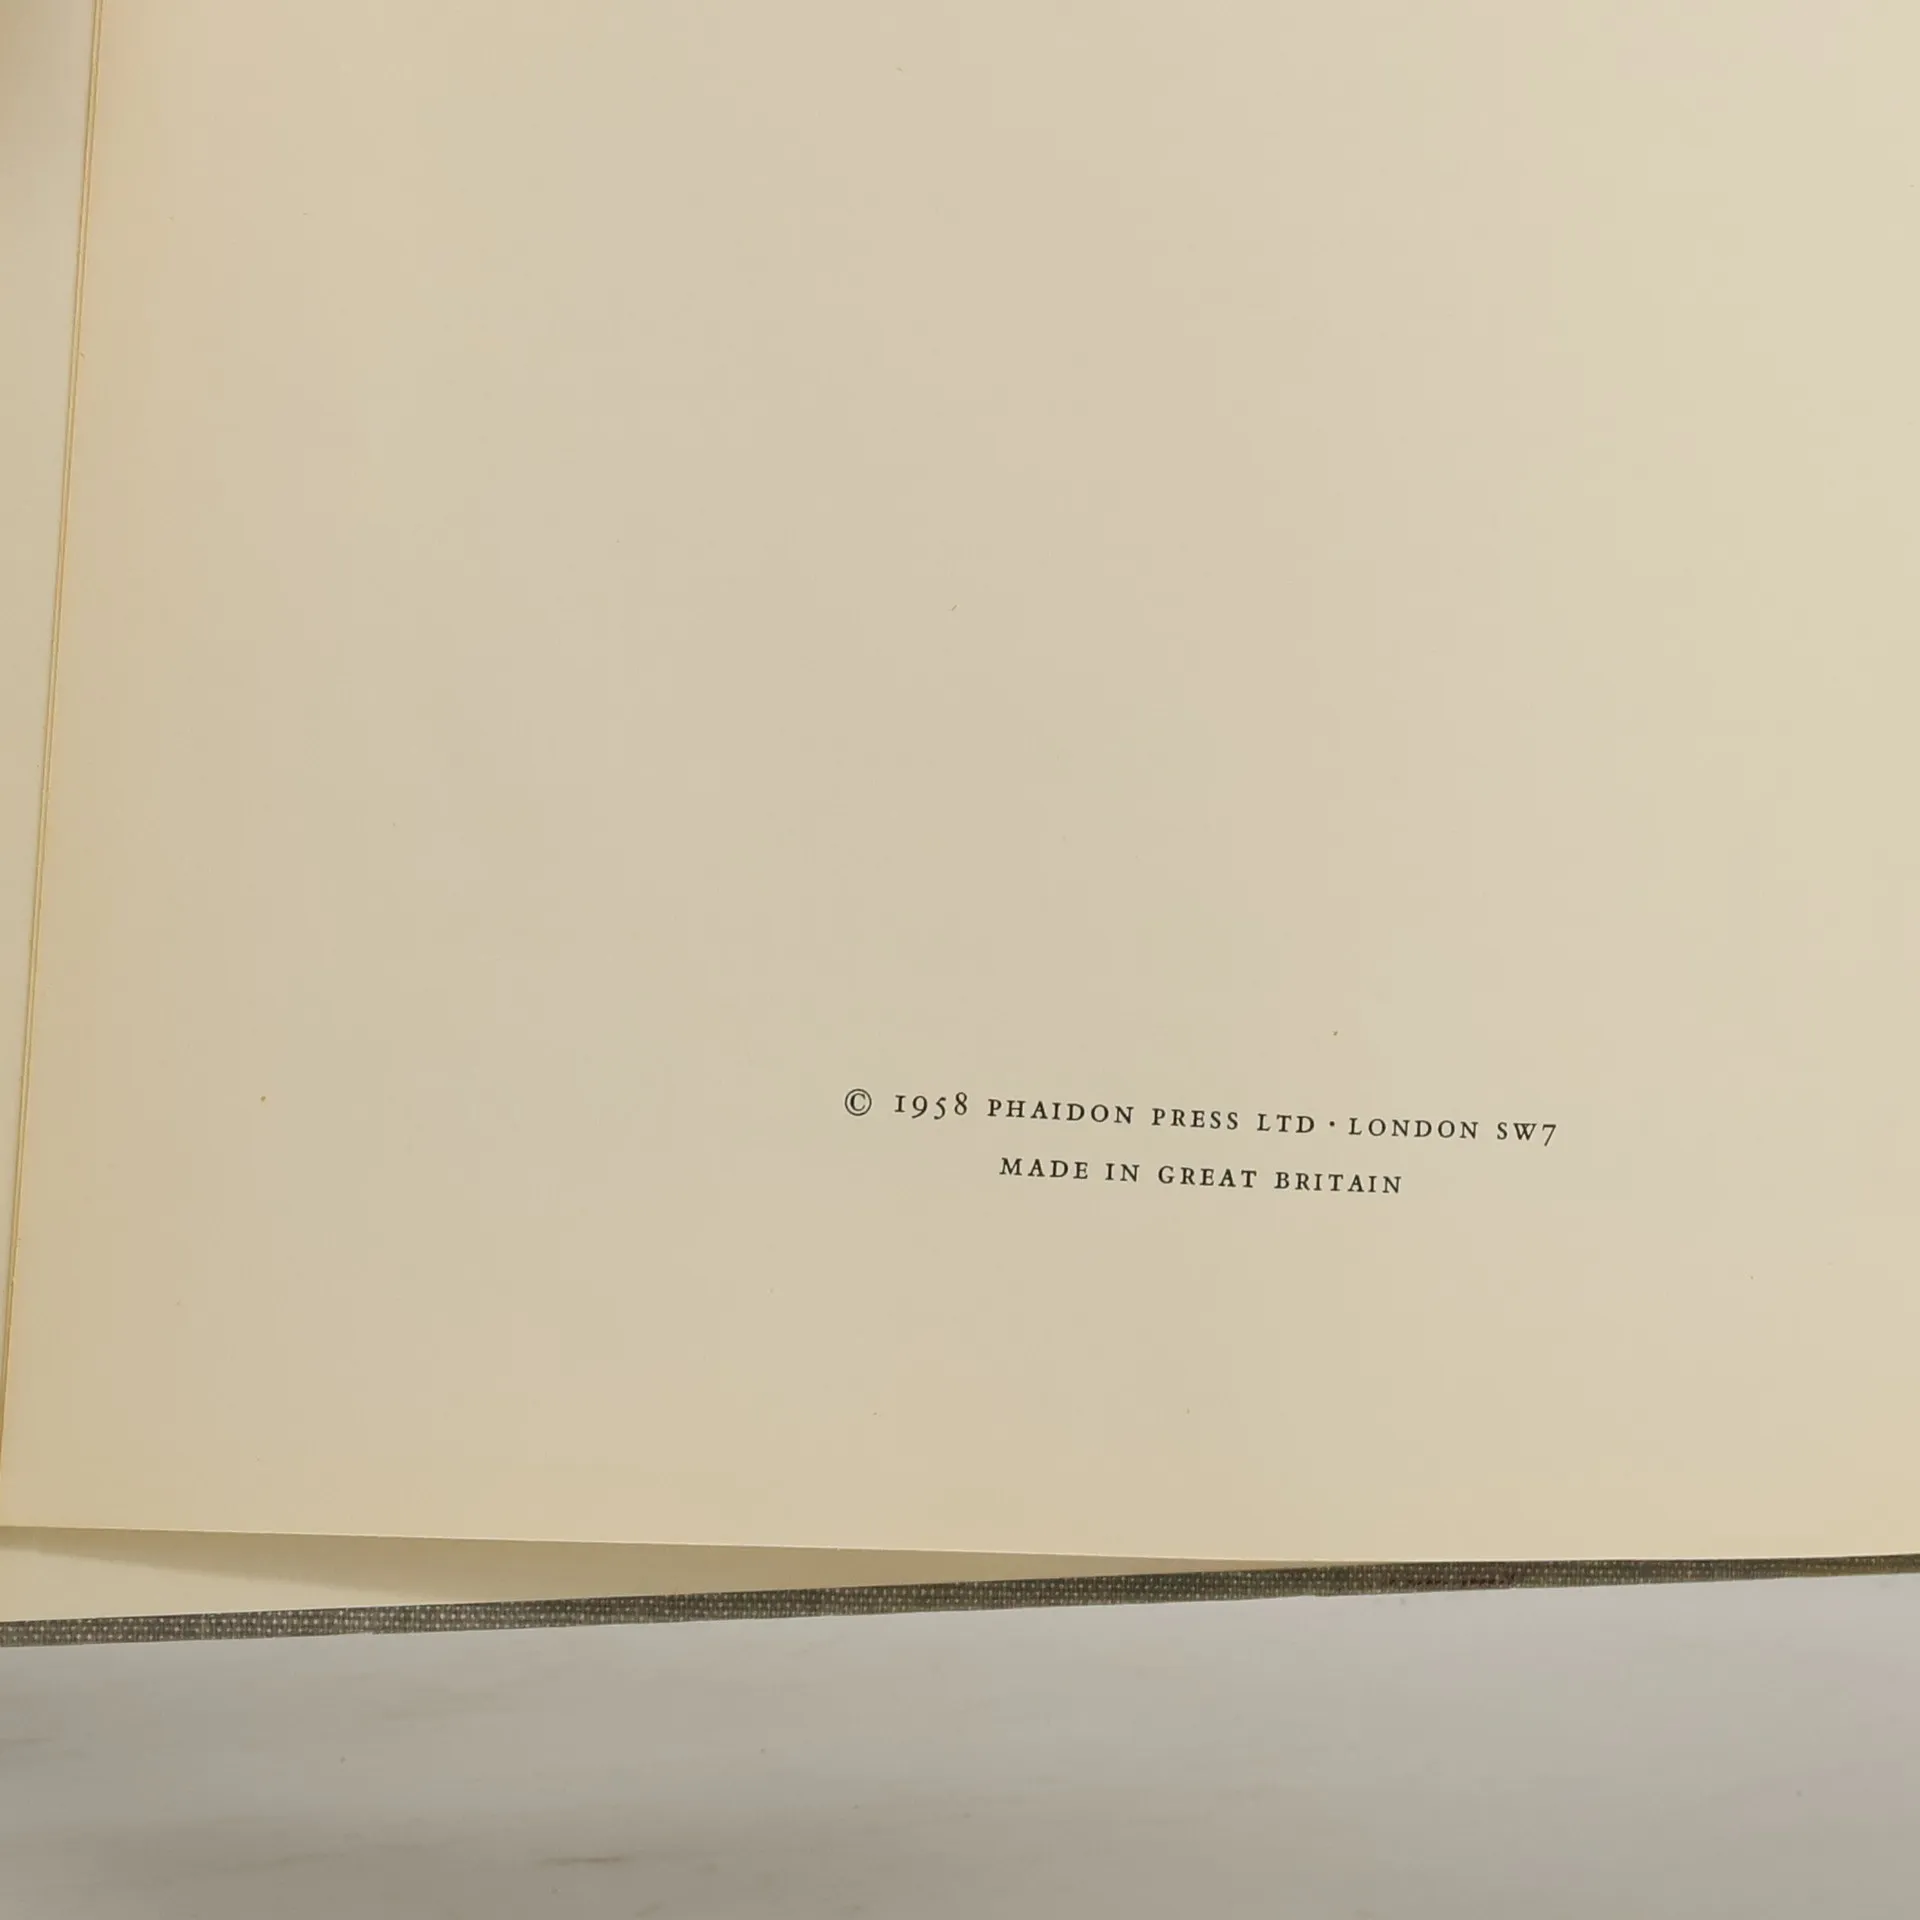 © 1958 PHAIDON PRESS LTD · LONDON SW7
MADE IN GREAT BRITAIN